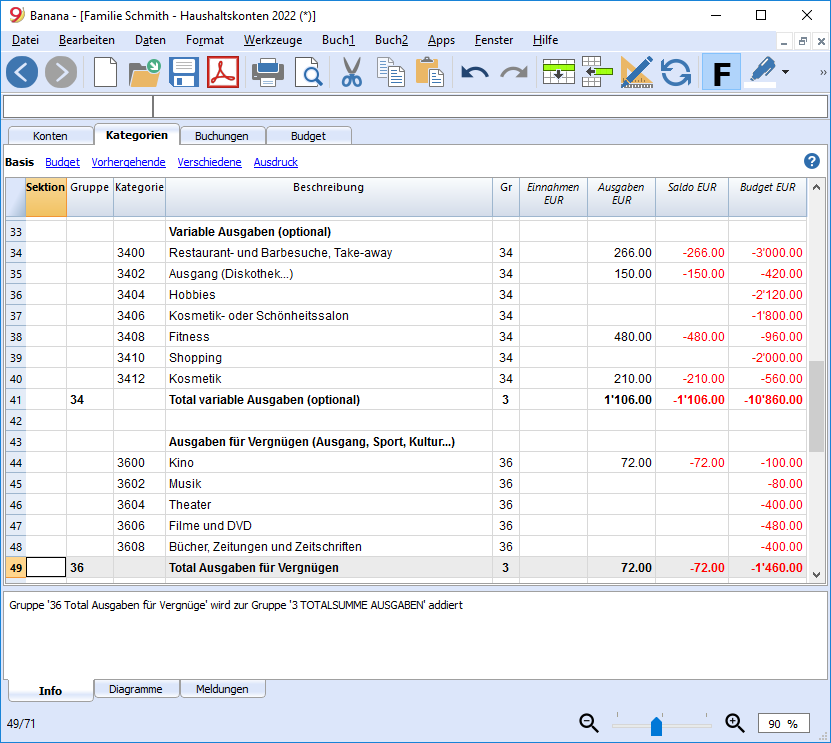 Banana - [Familie Schmith - Haushaltskonten 2022 (*)]
Datei Bearbeiten Daten Format Werkzeuge Buch1 Buch2 Apps Fenster Hilfe
F »
Konten Kategorien Buchungen Budget
Basis Budget Vorhergehende Verschiedene Ausdruck ?
Sektion Gruppe Kategorie Beschreibung Gr Einnahmen EUR Ausgaben EUR Saldo EUR Budget EUR
33 Variable Ausgaben (optional)
34 3400 Restaurant- und Barbesuche, Take-away 34 266.00 -266.00 -3'000.00
35 3402 Ausgang (Diskothek...) 34 150.00 -150.00 -420.00
36 3404 Hobbies 34 -2'120.00
37 3406 Kosmetik- oder Schönheitssalon 34 -1'800.00
38 3408 Fitness 34 480.00 -480.00 -960.00
39 3410 Shopping 34 -2'000.00
40 3412 Kosmetik 34 210.00 -210.00 -560.00
41 34 Total variable Ausgaben (optional) 3 1'106.00 -1'106.00 -10'860.00
42
43 Ausgaben für Vergnügen (Ausgang, Sport, Kultur...)
44 3600 Kino 36 72.00 -72.00 -100.00
45 3602 Musik 36 -80.00
46 3604 Theater 36 -400.00
47 3606 Filme und DVD 36 -480.00
48 3608 Bücher, Zeitungen und Zeitschriften 36 -400.00
49 36 Total Ausgaben für Vergnügen 3 72.00 -72.00 -1'460.00
Gruppe '36 Total Ausgaben für Vergnüge' wird zur Gruppe '3 TOTALSUMME AUSGABEN' addiert
Info Diagramme Meldungen
49/71 90 %